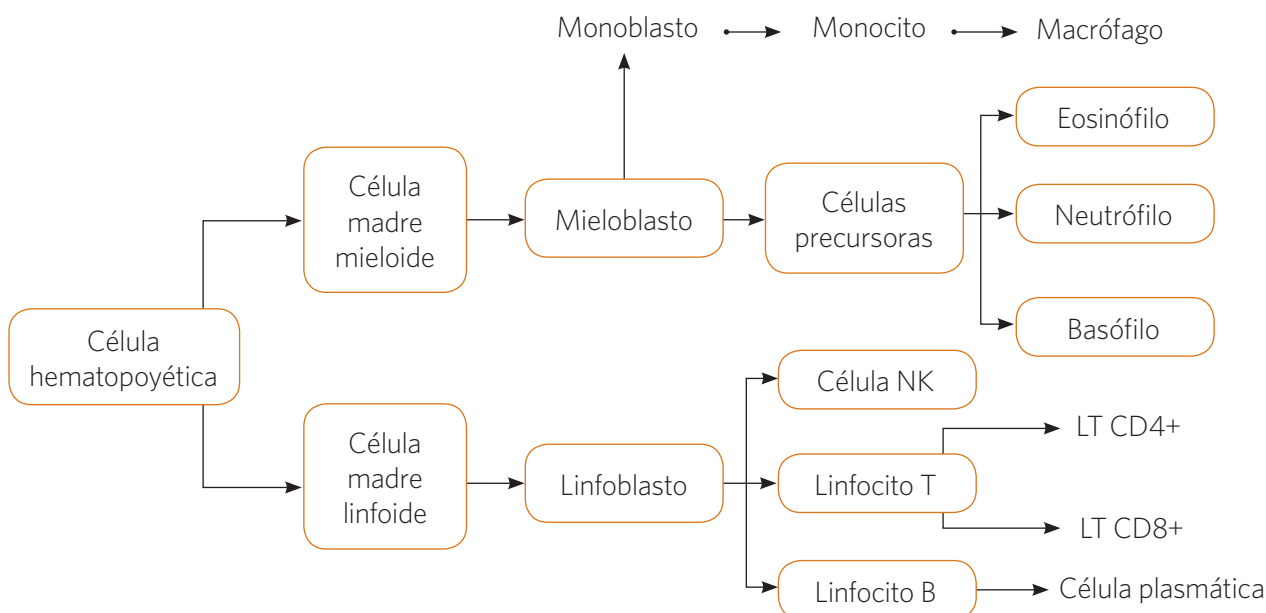 Monoblasto
Monocito
Macrófago
Eosinófilo
Célula
madre
mieloide
Mieloblasto
Células
precursoras
Neutrófilo
Basófilo
Célula
hematopoyética
Célula NK
Célula
madre
linfoide
Linfoblasto
Linfocito T
LT CD4+
LT CD8+
Linfocito B
Célula plasmática